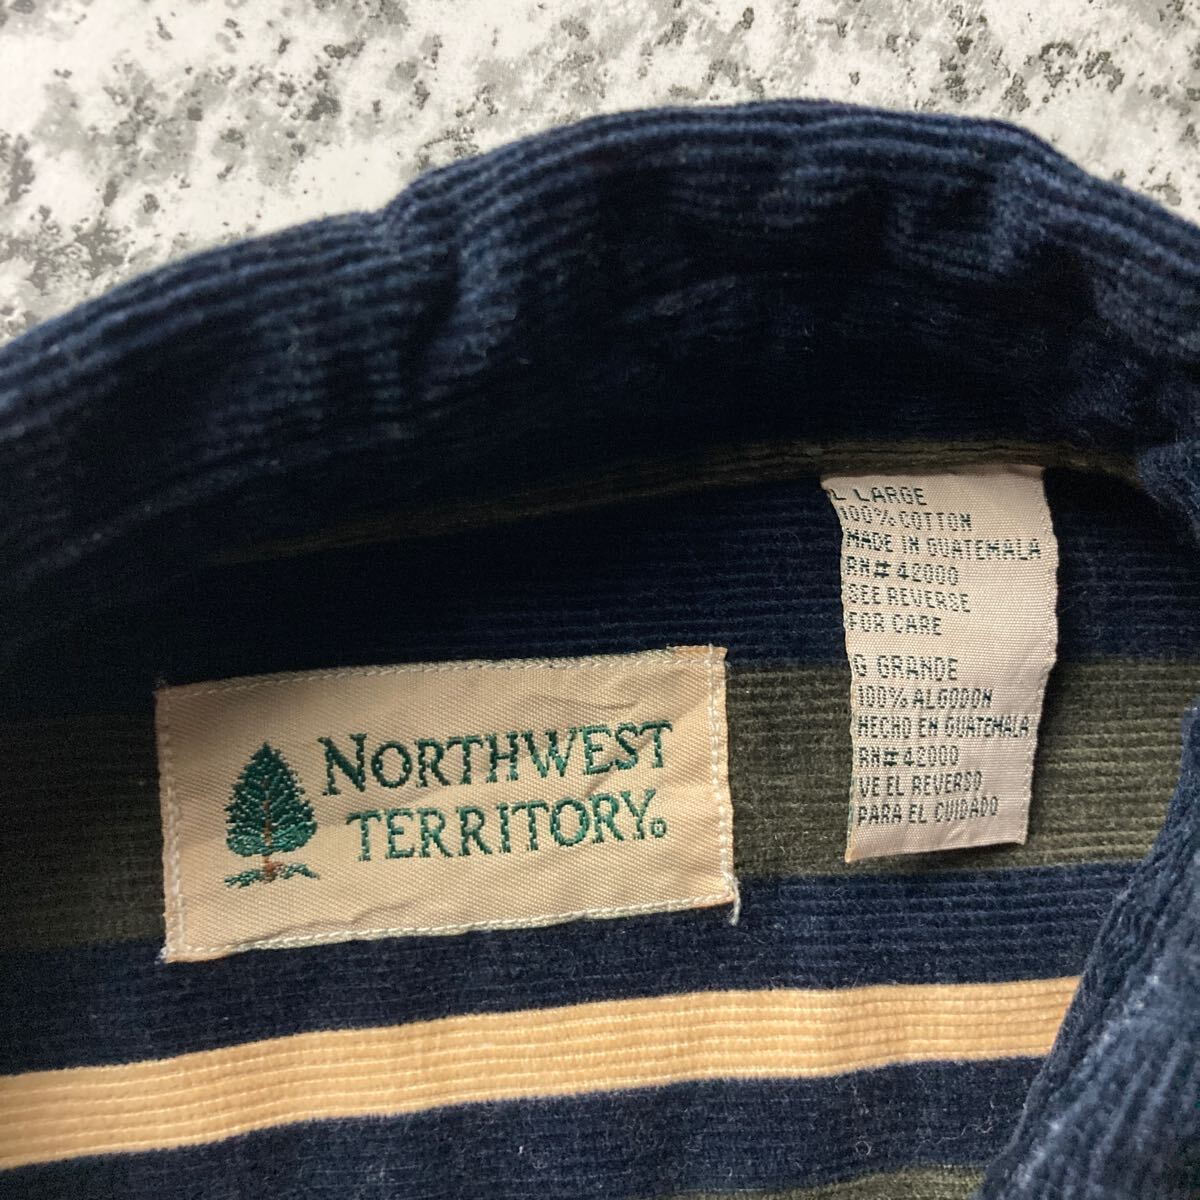 NORTHWEST
TERRITORY®
L LARGE
100% COTTON
MADE IN GUATEMALA
RN# 42000
SEE REVERSE
FOR CARE
G GRANDE
100% ALGODON
HECHO EN GUATEMALA
RN# 42000
VE EL REVERSO
PARA EL CUIDADO